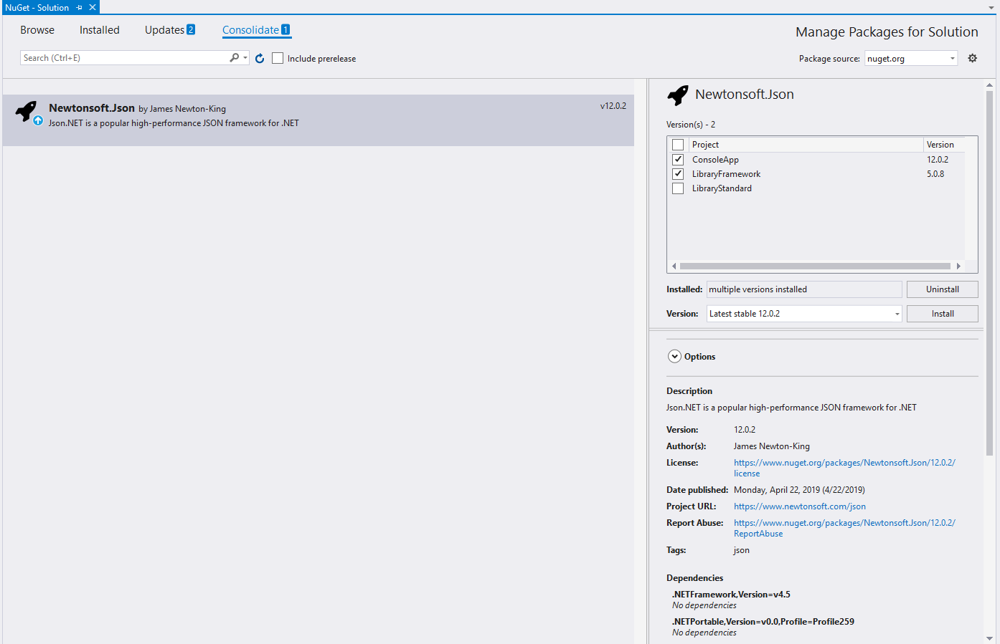 NuGet - Solution
Browse Installed Updates 2 Consolidate 1
Manage Packages for Solution
Search (Ctrl+E) Include prerelease
Package source: nuget.org
Newtonsoft.Json by James Newton-King v12.0.2
Json.NET is a popular high-performance JSON framework for .NET
Newtonsoft.Json
Version(s) - 2
Project Version
ConsoleApp 12.0.2
LibraryFramework 5.0.8
LibraryStandard
Installed: multiple versions installed Uninstall
Version: Latest stable 12.0.2 Install
Options
Description
Json.NET is a popular high-performance JSON framework for .NET
Version: 12.0.2
Author(s): James Newton-King
License: https://www.nuget.org/packages/Newtonsoft.Json/12.0.2/
license
Date published: Monday, April 22, 2019 (4/22/2019)
Project URL: https://www.newtonsoft.com/json
Report Abuse: https://www.nuget.org/packages/Newtonsoft.Json/12.0.2/
ReportAbuse
Tags: json
Dependencies
.NETFramework,Version=v4.5
No dependencies
.NETPortable,Version=v0.0,Profile=Profile259
No dependencies